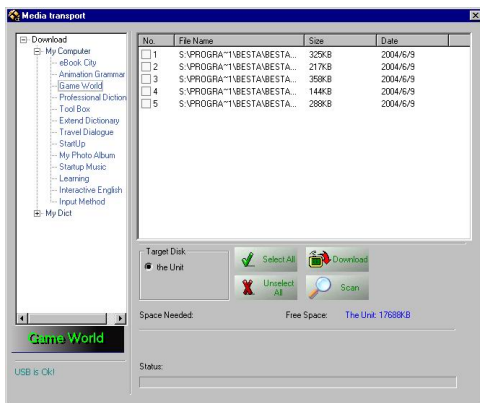 Media transport
Download
My Computer
eBook City
Animation Grammar
Game World
Professional Diction
Tool Box
Extend Dictionary
Travel Dialogue
StartUp
My Photo Album
Startup Music
Learning
Interactive English
Input Method
My Dict
No. File Name Size Date
1 S:\PROGRA~1\BESTA\BESTA... 325KB 2004/6/9
2 S:\PROGRA~1\BESTA\BESTA... 217KB 2004/6/9
3 S:\PROGRA~1\BESTA\BESTA... 358KB 2004/6/9
4 S:\PROGRA~1\BESTA\BESTA... 144KB 2004/6/9
5 S:\PROGRA~1\BESTA\BESTA... 288KB 2004/6/9
Target Disk
the Unit
Select All
Download
Unselect
All
Scan
Space Needed: Free Space: The Unit: 17688KB
Game World
USB is Ok!
Status: